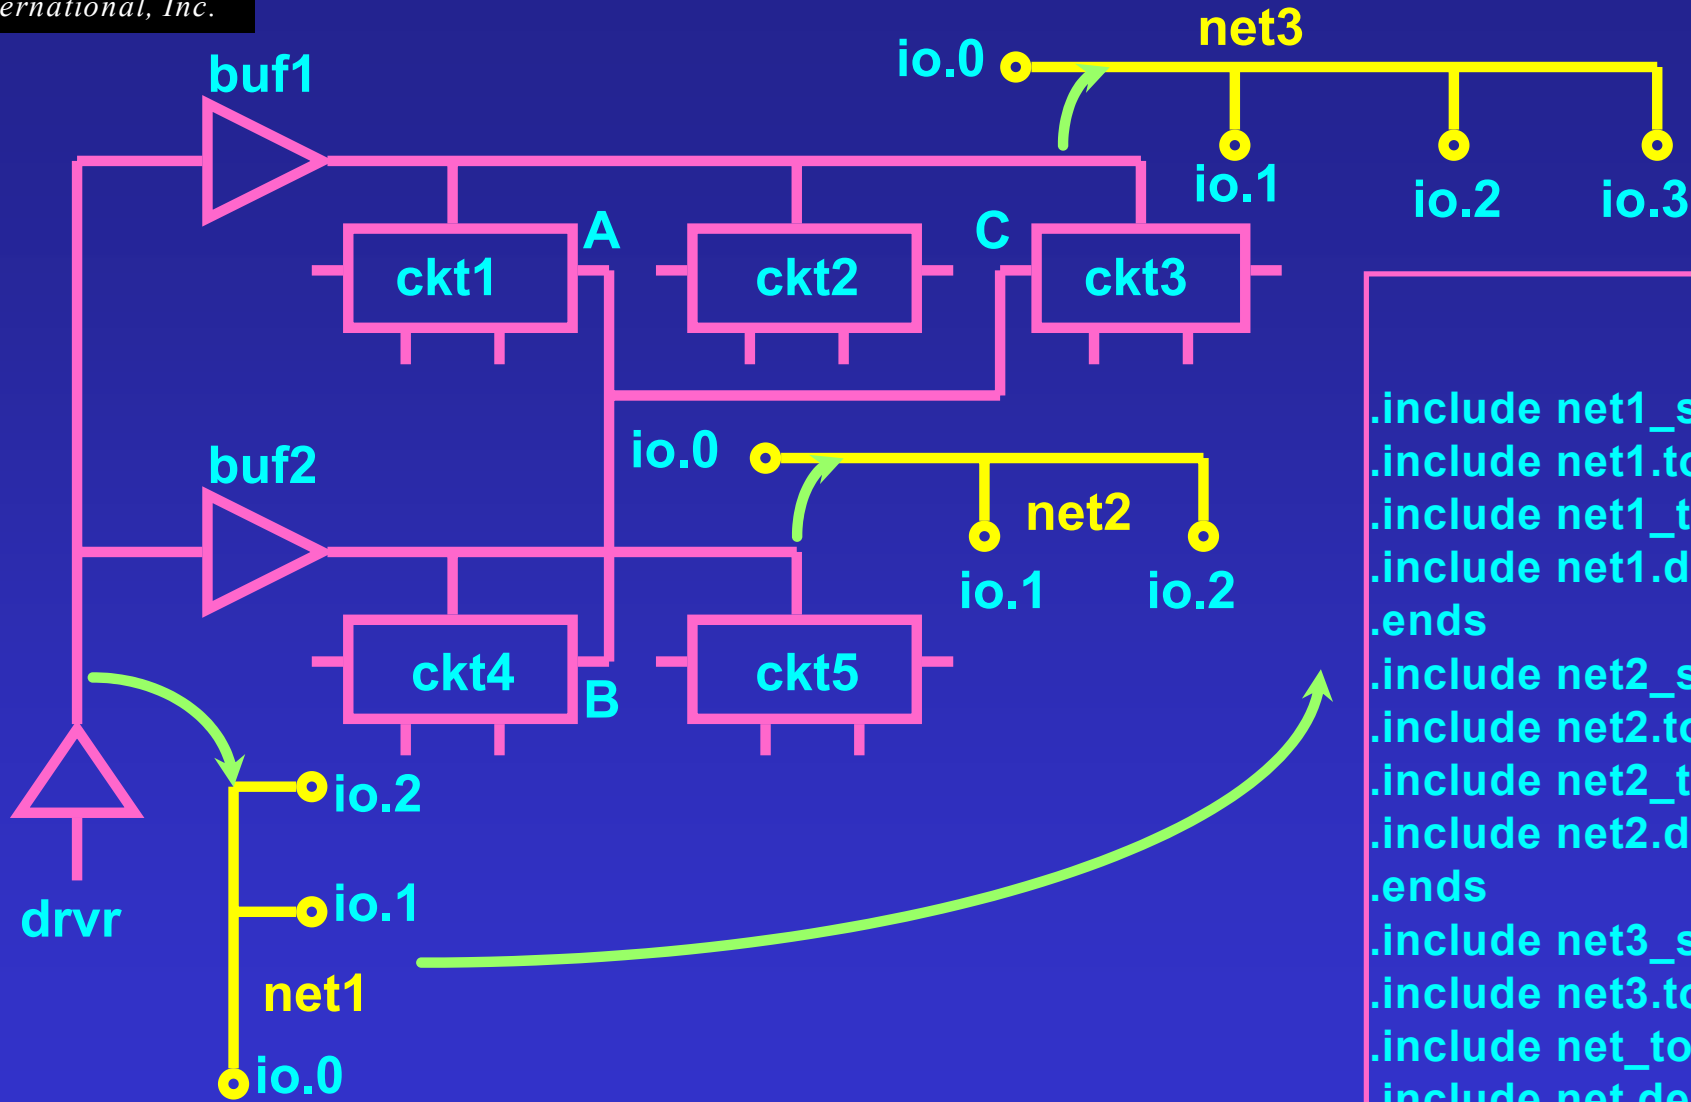 ernational, Inc.
net3
io.0
io.1
io.2
io.3
buf1
A
C
ckt1
ckt2
ckt3
buf2
io.0
net2
io.1
io.2
ckt4
B
ckt5
drvr
io.2
io.1
net1
io.0
.include net1_s
.include net1.to
.include net1_t
.include net1.d
.ends
.include net2_s
.include net2.to
.include net2_t
.include net2.d
.ends
.include net3_s
.include net3.to
.include net_to
.include net.de